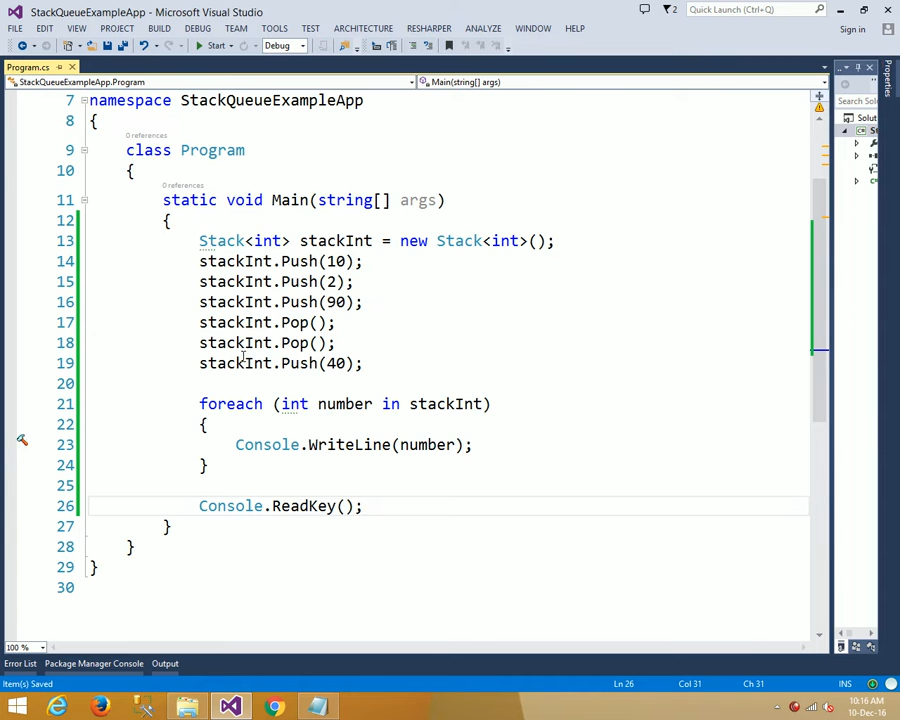 StackQueueExampleApp - Microsoft Visual Studio
2
Quick Launch (Ctrl+Q)
FILE EDIT VIEW PROJECT BUILD DEBUG TEAM TOOLS TEST ARCHITECTURE RESHARPER ANALYZE WINDOW HELP
Sign in
Start
Debug
Program.cs
StackQueueExampleApp.Program
Main(string[] args)
Properties
Search Solu
Solut
7 namespace StackQueueExampleApp
8 {
0 references
9 class Program
10 {
0 references
11 static void Main(string[] args)
12 {
13 Stack<int> stackInt = new Stack<int>();
14 stackInt.Push(10);
15 stackInt.Push(2);
16 stackInt.Push(90);
17 stackInt.Pop();
18 stackInt.Pop();
19 stackInt.Push(40);
20
21 foreach (int number in stackInt)
22 {
23 Console.WriteLine(number);
24 }
25
26 Console.ReadKey();
27 }
28 }
29 }
30
100 %
Error List Package Manager Console Output
Item(s) Saved
Ln 26 Col 31 Ch 31 INS
10:16 AM
10-Dec-16